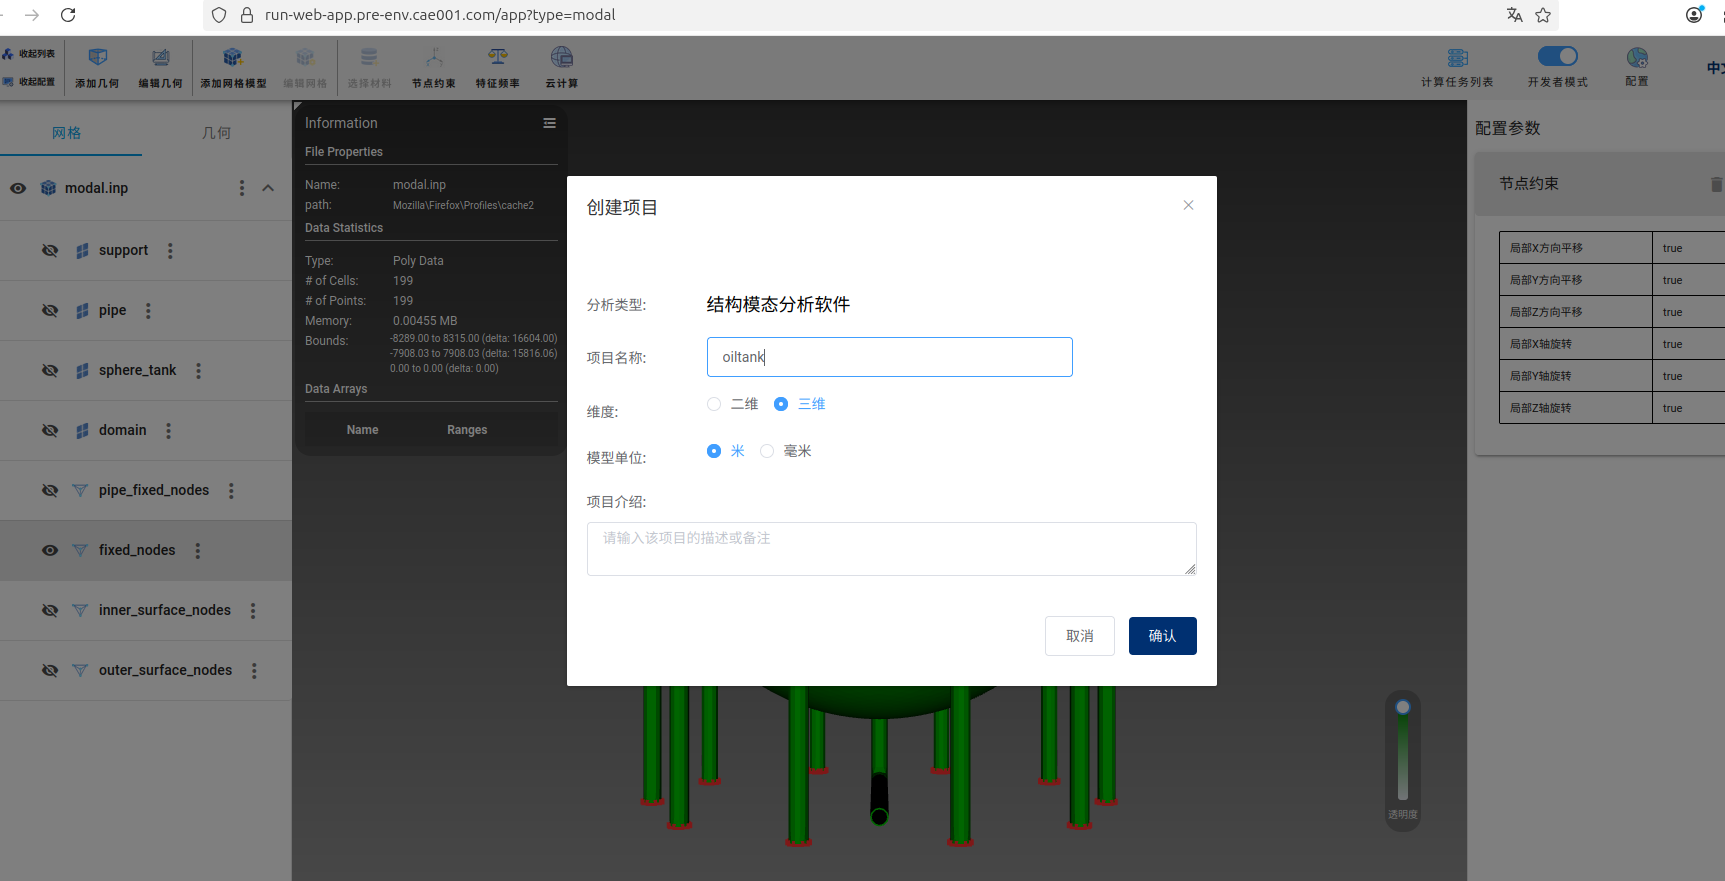 run-web-app.pre-env.cae001.com/app?type=modal
收起列表
收起配置
添加几何
编辑几何
添加网格模型
编辑网格
选择材料
节点约束
特征频率
云计算
计算任务列表
开发者模式
配置
网格
几何
modal.inp
support
pipe
sphere_tank
domain
pipe_fixed_nodes
fixed_nodes
inner_surface_nodes
outer_surface_nodes
Information
File Properties
Name: modal.inp
path: Mozilla\Firefox\Profiles\cache2
Data Statistics
Type: Poly Data
# of Cells: 199
# of Points: 199
Memory: 0.00455 MB
Bounds: -8289.00 to 8315.00 (delta: 16604.00)
-7908.03 to 7908.03 (delta: 15816.06)
0.00 to 0.00 (delta: 0.00)
Data Arrays
Name Ranges
创建项目
分析类型: 结构模态分析软件
项目名称: oiltank
维度: 二维 三维
模型单位: 米 毫米
项目介绍:
请输入该项目的描述或备注
取消 确认
透明度
配置参数
节点约束
局部X方向平移 true
局部Y方向平移 true
局部Z方向平移 true
局部X轴旋转 true
局部Y轴旋转 true
局部Z轴旋转 true